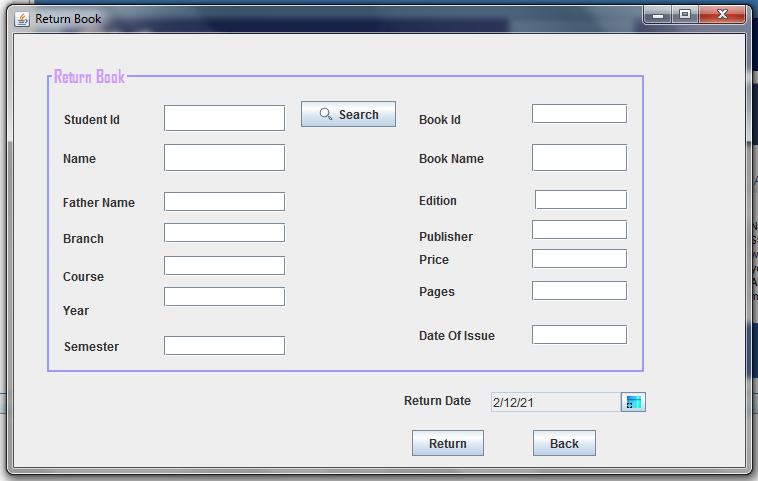 Return Book
Return Book
Student Id
Search
Book Id
Name
Book Name
Father Name
Edition
Branch
Publisher
Course
Price
Year
Pages
Semester
Date Of Issue
Return Date
2/12/21
Return
Back